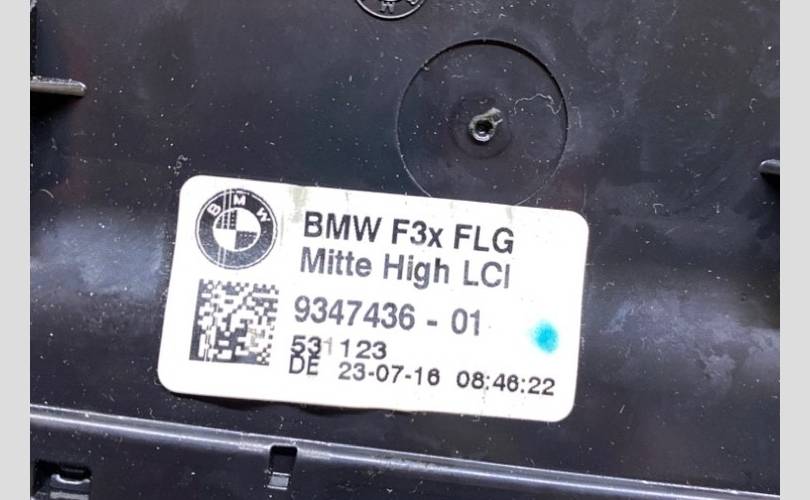 BMW
BMW F3x FLG
Mitte High LCI
9347436 - 01
531123
DE 23-07-16 08:46:22